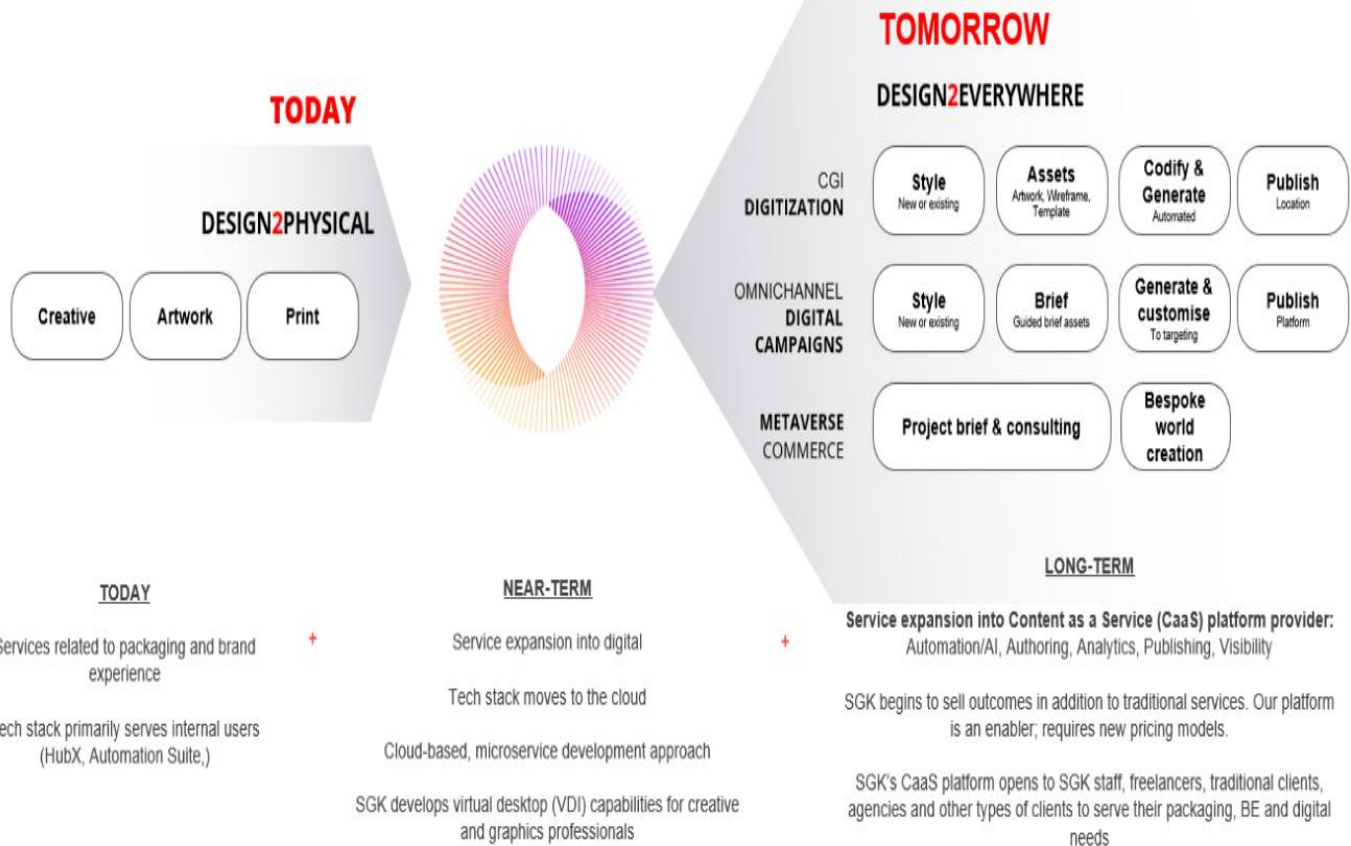 TODAY
DESIGN2PHYSICAL
Creative
Artwork
Print
TOMORROW
DESIGN2EVERYWHERE
CGI
DIGITIZATION
Style
New or existing
Assets
Artwork, Wireframe,
Template
Codify &
Generate
Automated
Publish
Location
OMNICHANNEL
DIGITAL
CAMPAIGNS
Style
New or existing
Brief
Guided brief assets
Generate &
customise
To targeting
Publish
Platform
METAVERSE
COMMERCE
Project brief & consulting
Bespoke
world
creation
TODAY
Services related to packaging and brand
experience
ech stack primarily serves internal users
(HubX, Automation Suite,)
+
NEAR-TERM
Service expansion into digital
Tech stack moves to the cloud
Cloud-based, microservice development approach
SGK develops virtual desktop (VDI) capabilities for creative
and graphics professionals
+
LONG-TERM
Service expansion into Content as a Service (CaaS) platform provider:
Automation/AI, Authoring, Analytics, Publishing, Visibility
SGK begins to sell outcomes in addition to traditional services. Our platform
is an enabler; requires new pricing models.
SGK's CaaS platform opens to SGK staff, freelancers, traditional clients,
agencies and other types of clients to serve their packaging, BE and digital
needs